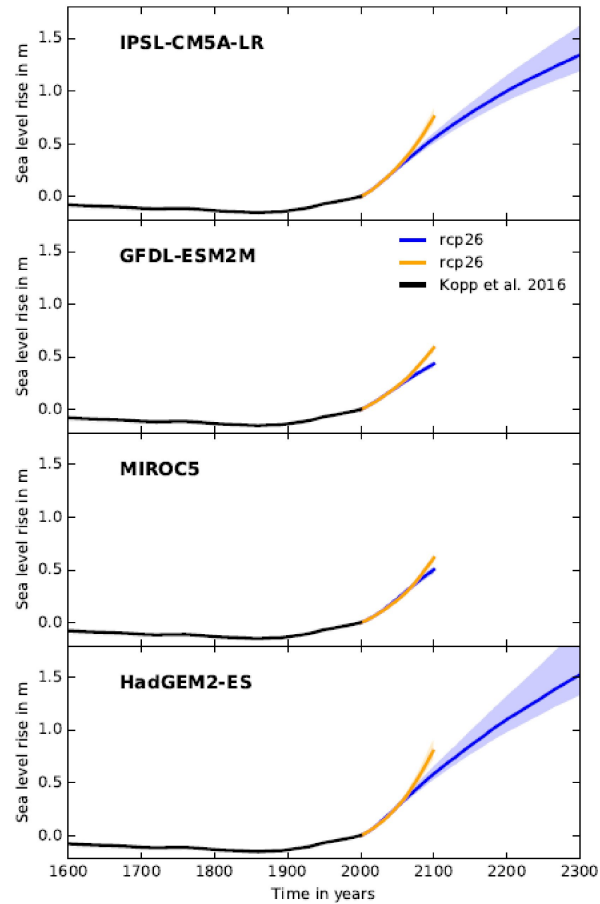 1.5
IPSL-CM5A-LR
1.0
0.5
0.0
Sea level rise in m
1.5
GFDL-ESM2M
rcp26
rcp26
Kopp et al. 2016
1.0
0.5
0.0
Sea level rise in m
1.5
MIROC5
1.0
0.5
0.0
Sea level rise in m
1.5
HadGEM2-ES
1.0
0.5
0.0
Sea level rise in m
1600 1700 1800 1900 2000 2100 2200 2300
Time in years